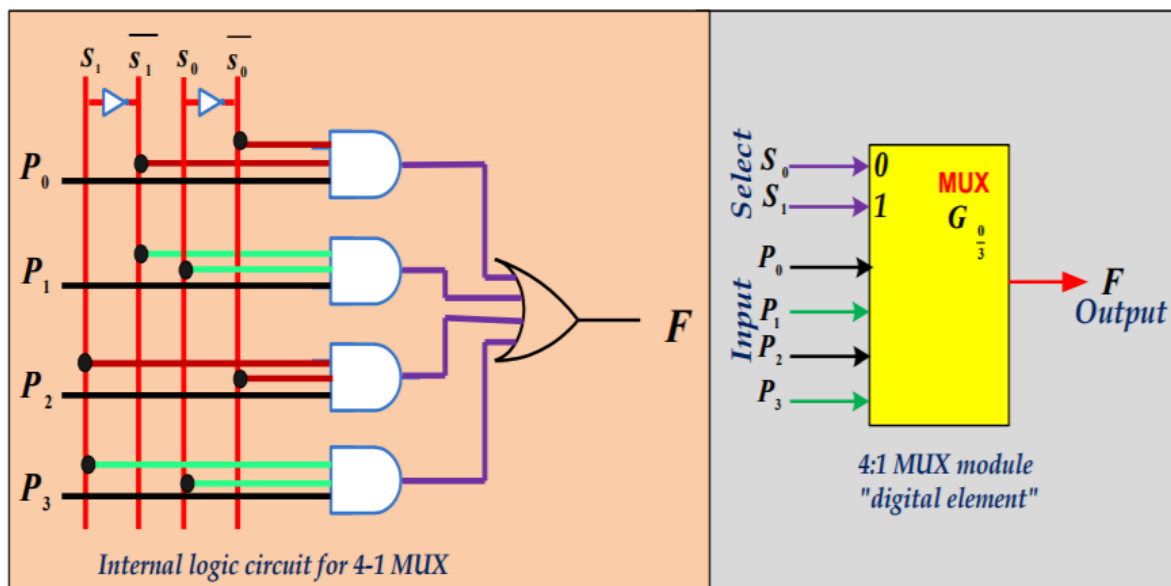 S₁ s̅₁ s₀ s̅₀
P₀
P₁
P₂
P₃
F
Internal logic circuit for 4-1 MUX
Select
S₀
S₁
0
1
MUX
G 0/3
Input
P₀
P₁
P₂
P₃
F
Output
4:1 MUX module
"digital element"